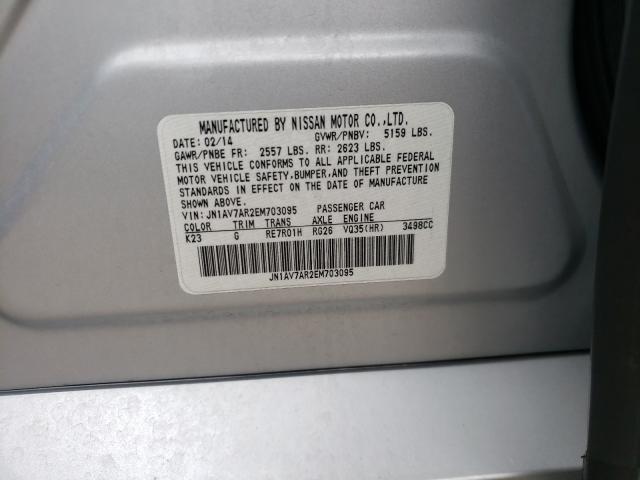 MANUFACTURED BY NISSAN MOTOR CO.,LTD.
DATE: 02/14 GVWR/PNBV: 5159 LBS.
GAWR/PNBE FR: 2557 LBS. RR: 2623 LBS.
THIS VEHICLE CONFORMS TO ALL APPLICABLE FEDERAL
MOTOR VEHICLE SAFETY,BUMPER,AND THEFT PREVENTION
STANDARDS IN EFFECT ON THE DATE OF MANUFACTURE
SHOWN ABOVE.
VIN: JN1AV7AR2EM703095 PASSENGER CAR
COLOR TRIM TRANS AXLE ENGINE
K23 G RE7R01H RG26 VQ35(HR) 3498CC
JN1AV7AR2EM703095